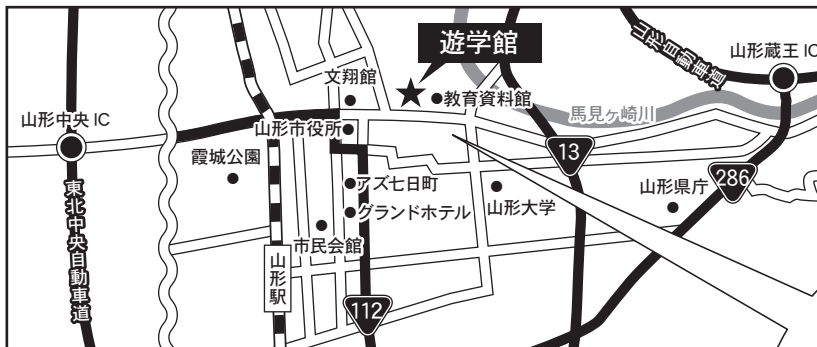 遊学館
山形自動車道
山形蔵王 IC
文翔館
教育資料館
馬見ヶ崎川
山形中央 IC
山形市役所
霞城公園
13
286
アズ七日町
山形大学
山形県庁
グランドホテル
東北中央自動車道
市民会館
山形駅
112